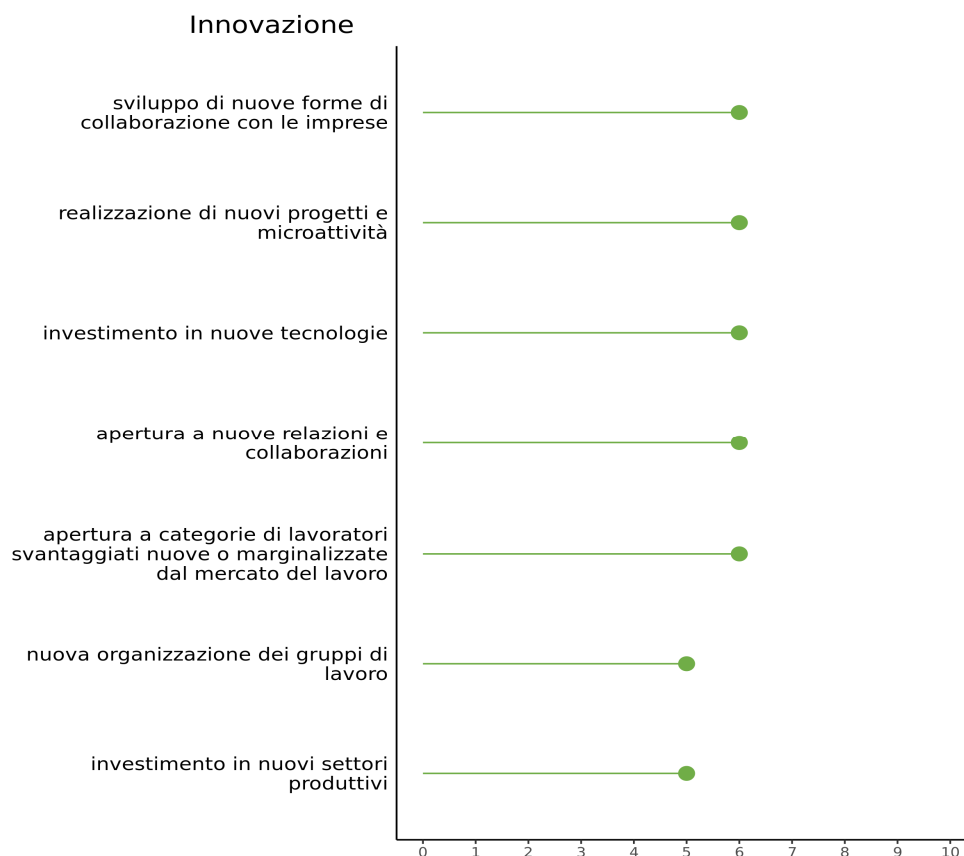 Innovazione
sviluppo di nuove forme di
collaborazione con le imprese
realizzazione di nuovi progetti e
microattività
investimento in nuove tecnologie
apertura a nuove relazioni e
collaborazioni
apertura a categorie di lavoratori
svantaggiati nuove o marginalizzate
dal mercato del lavoro
nuova organizzazione dei gruppi di
lavoro
investimento in nuovi settori
produttivi
0 1 2 3 4 5 6 7 8 9 10